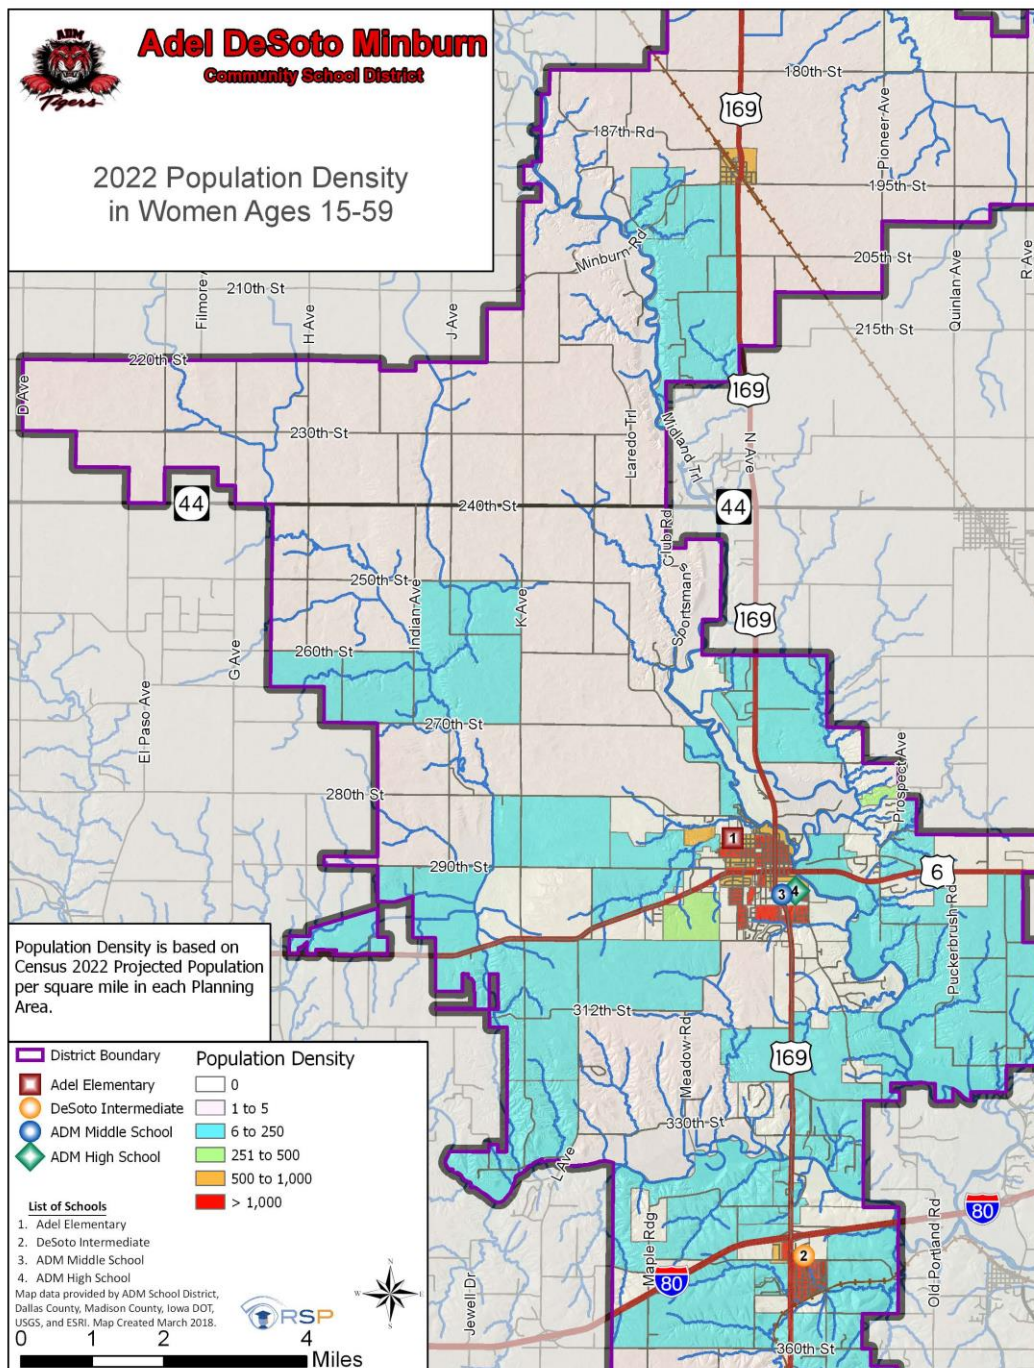 ADM
Tigers
Adel DeSoto Minburn
Community School District
2022 Population Density
in Women Ages 15-59
180th St
169
Pioneer Ave
187th Rd
195th St
Minburn Rd
205th St
Quinlan Ave
R Ave
210th St
H Ave
J Ave
215th St
220th St
D Ave
169
230th St
Laredo Trl
Midland Trl
N Ave
44
240th St
44
Club Rd
Sportsman's
250th St
Indian Ave
K Ave
169
G Ave
260th St
El Paso Ave
270th St
Prospect Ave
280th St
1
290th St
6
3
4
Puckerbrush Rd
312th St
Meadow Rd
169
330th St
L Ave
80
Maple Rdg
2
80
Old Portland Rd
Jewell Dr
360th St
Population Density is based on
Census 2022 Projected Population
per square mile in each Planning
Area.
District Boundary
Adel Elementary
DeSoto Intermediate
ADM Middle School
ADM High School
Population Density
0
1 to 5
6 to 250
251 to 500
500 to 1,000
> 1,000
List of Schools
1. Adel Elementary
2. DeSoto Intermediate
3. ADM Middle School
4. ADM High School
Map data provided by ADM School District,
Dallas County, Madison County, Iowa DOT,
USGS, and ESRI. Map Created March 2018.
RSP
N
W E
S
0 1 2 4
Miles